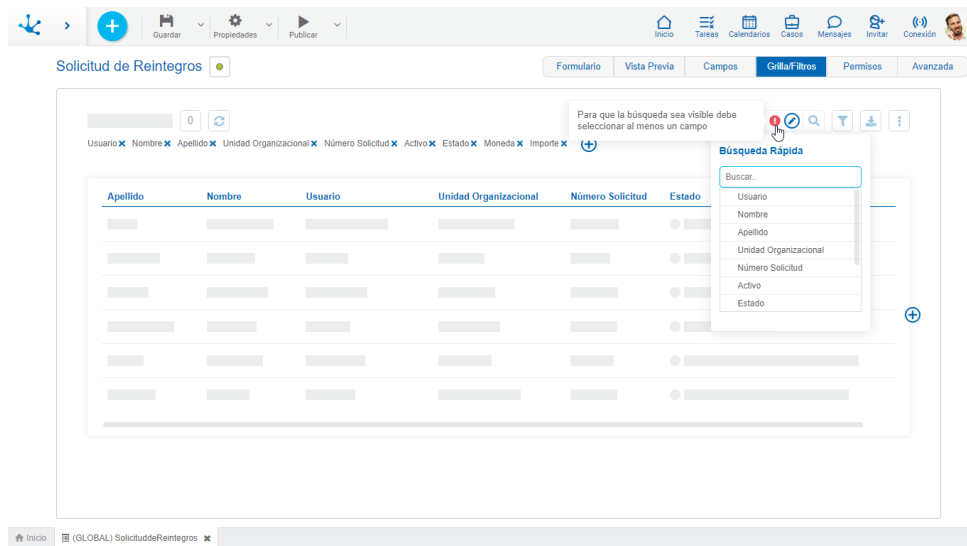 Guardar
Propiedades
Publicar
Inicio
Tareas
Calendarios
Casos
Mensajes
Invitar
Conexión
Solicitud de Reintegros
Formulario
Vista Previa
Campos
Grilla/Filtros
Permisos
Avanzada
0
Para que la búsqueda sea visible debe
seleccionar al menos un campo
Usuario x Nombre x Apellido x Unidad Organizacional x Número Solicitud x Activo x Estado x Moneda x Importe x
Búsqueda Rápida
Buscar..
Usuario
Nombre
Apellido
Unidad Organizacional
Número Solicitud
Activo
Estado
Apellido
Nombre
Usuario
Unidad Organizacional
Número Solicitud
Estado
Inicio
(GLOBAL) SolicituddeReintegros x